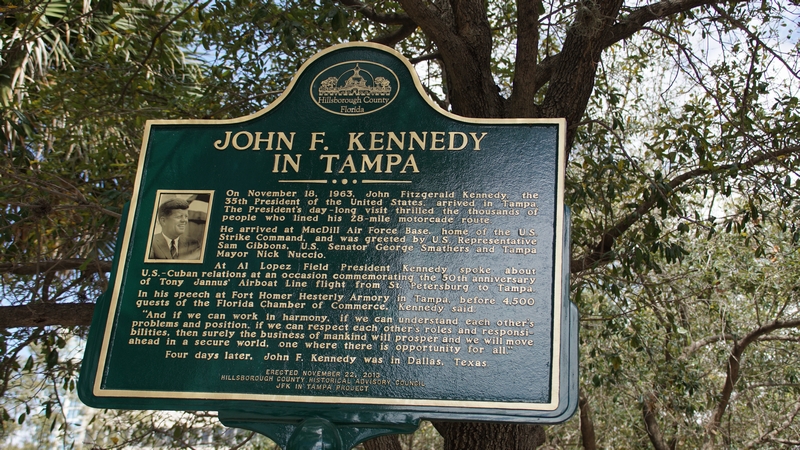 Hillsborough County
Florida
JOHN F. KENNEDY
IN TAMPA
On November 18, 1963, John Fitzgerald Kennedy, the
35th President of the United States, arrived in Tampa.
The President's day-long visit thrilled the thousands of
people who lined his 28-mile motorcade route.
He arrived at MacDill Air Force Base, home of the U.S.
Strike Command, and was greeted by U.S. Representative
Sam Gibbons, U.S. Senator George Smathers and Tampa
Mayor Nick Nuccio.
At Al Lopez Field President Kennedy spoke about
U.S.-Cuban relations at an occasion commemorating the 50th anniversary
of Tony Jannus' Airboat Line flight from St. Petersburg to Tampa.
In his speech at Fort Homer Hesterly Armory in Tampa, before 4,500
guests of the Florida Chamber of Commerce, Kennedy said:
"And if we can work in harmony, if we can understand each other's
problems and position, if we can respect each other's roles and responsi-
bilities, then surely the business of mankind will prosper and we will move
ahead in a secure world, one where there is opportunity for all."
Four days later, John F. Kennedy was in Dallas, Texas.
ERECTED NOVEMBER 22, 2013
HILLSBOROUGH COUNTY HISTORICAL ADVISORY COUNCIL
JFK IN TAMPA PROJECT